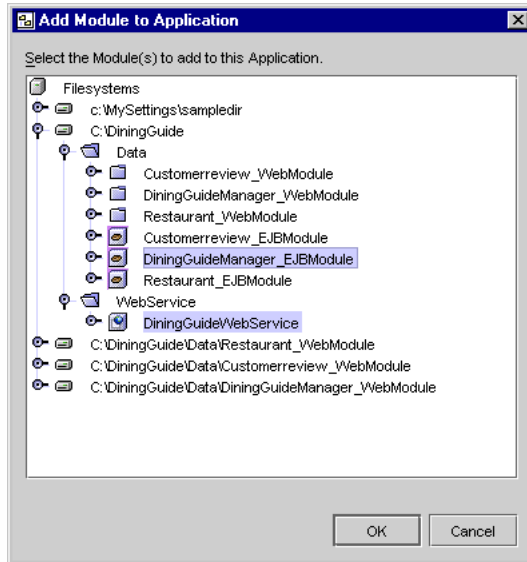 Add Module to Application
Select the Module(s) to add to this Application.
Filesystems
c:\MySettings\sampledir
C:\DiningGuide
Data
Customerreview_WebModule
DiningGuideManager_WebModule
Restaurant_WebModule
Customerreview_EJBModule
DiningGuideManager_EJBModule
Restaurant_EJBModule
WebService
DiningGuideWebService
C:\DiningGuide\Data\Restaurant_WebModule
C:\DiningGuide\Data\Customerreview_WebModule
C:\DiningGuide\Data\DiningGuideManager_WebModule
OK Cancel